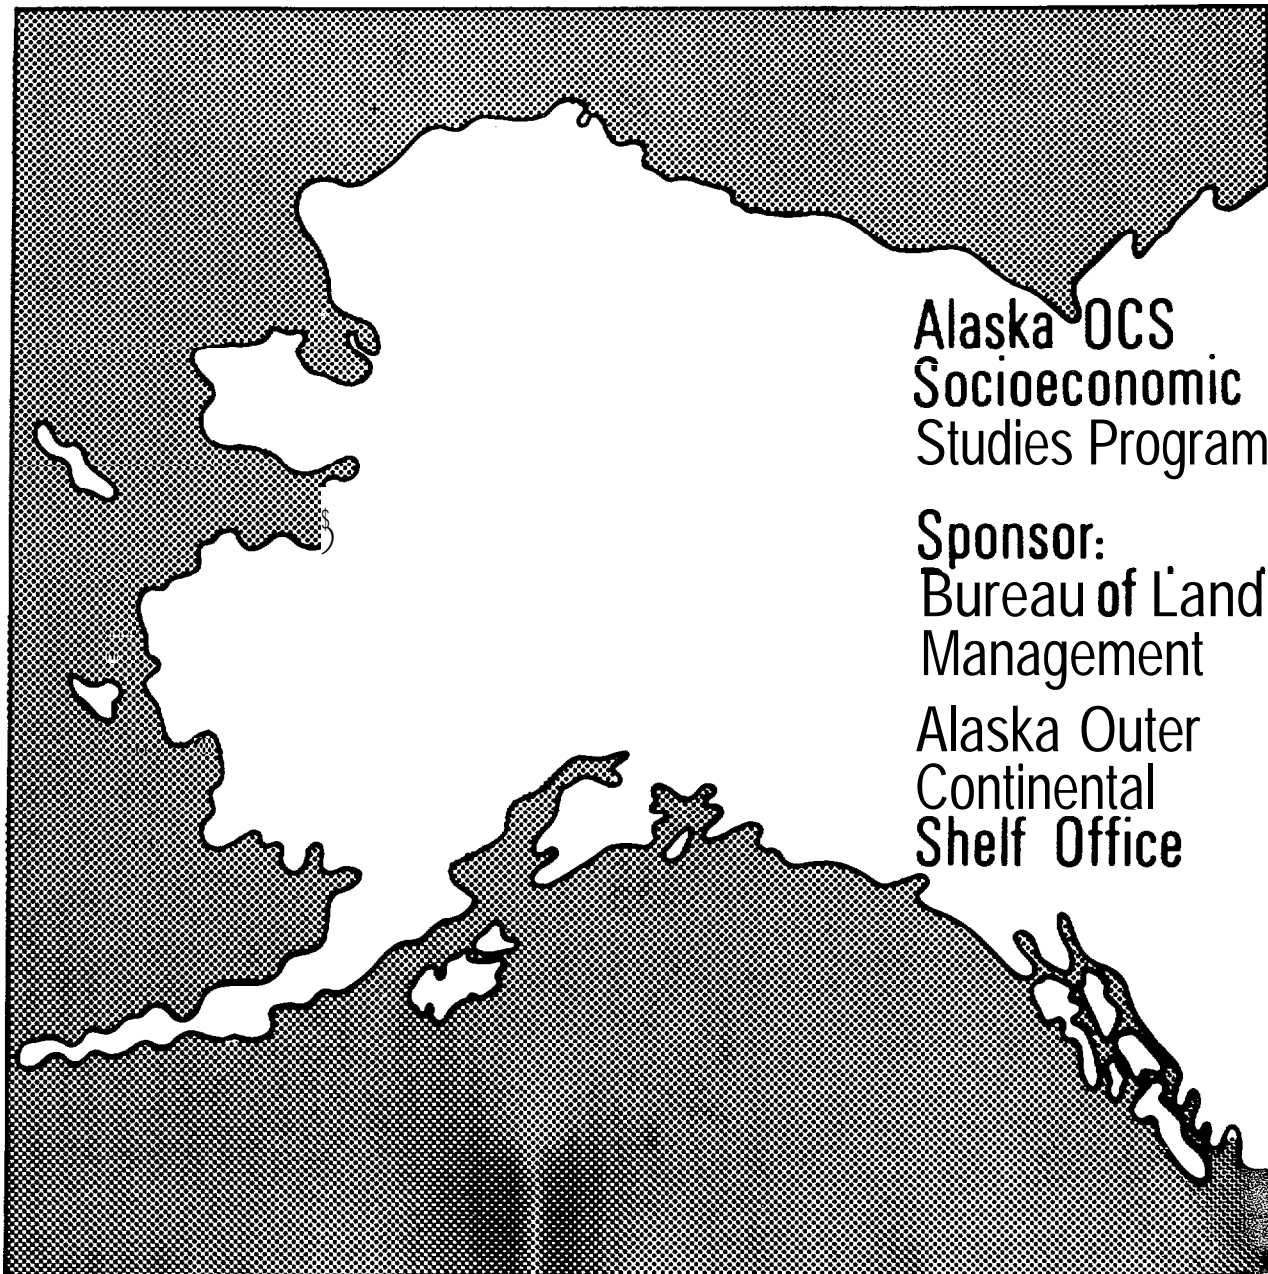 Alaska OCS
Socioeconomic
Studies Program
Sponsor:
Bureau of Land
Management
Alaska Outer
Continental
Shelf Office